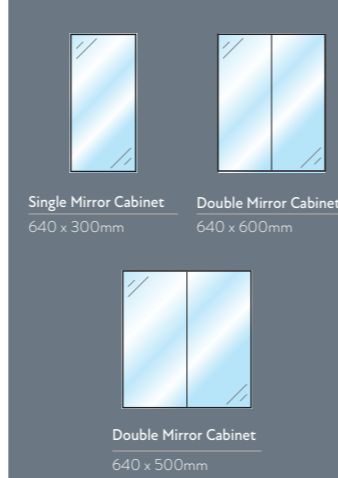 Single Mirror Cabinet
640 x 300mm
Double Mirror Cabinet
640 x 600mm
Double Mirror Cabinet
640 x 500mm